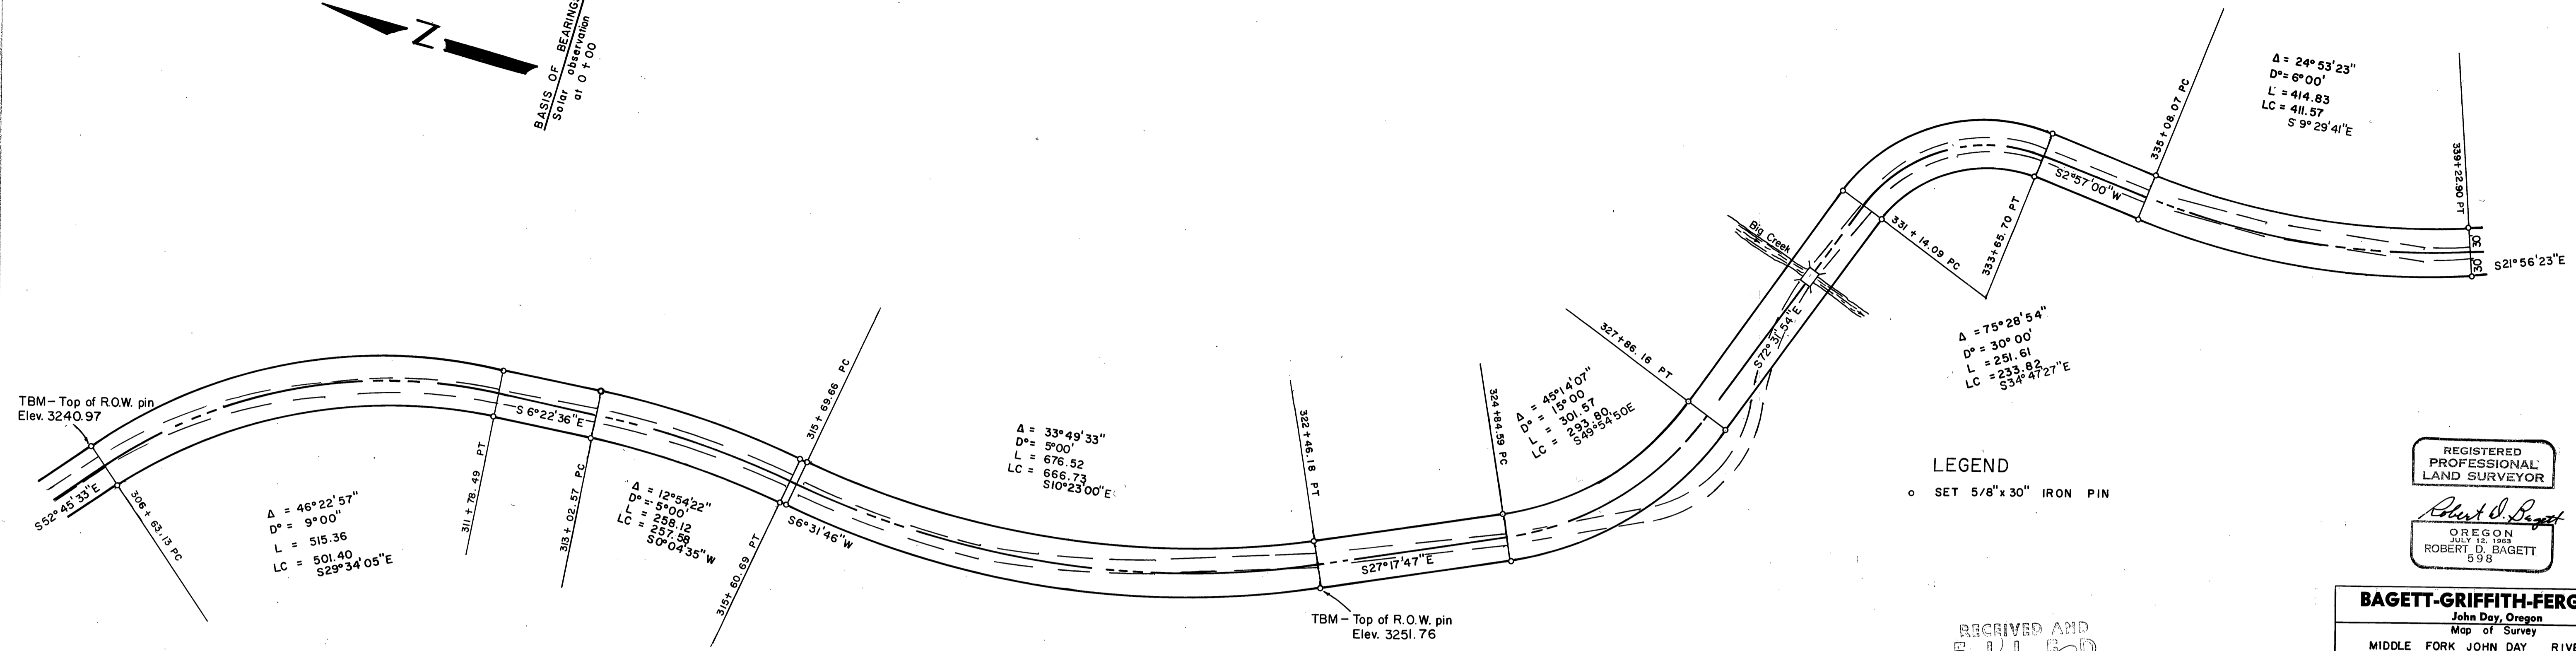 N
BASIS OF BEARINGS
Solar observation
at 0+00
TBM - Top of R.O.W. pin
Elev. 3240.97
S52°45'33"E
306+63.13 PC
Δ = 46°22'57"
D° = 9°00'
L = 515.36
LC = 501.40
S29°34'05"E
311+78.49 PT
S 6°22'36"E
313+02.57 PC
Δ = 12°54'22"
D° = 5°00'
L = 258.12
LC = 257.58
S0°04'35"W
315+60.69 PT
S6°31'46"W
315+69.66 PC
Δ = 33°49'33"
D° = 5°00'
L = 676.52
LC = 666.73
S10°23'00"E
322+46.18 PT
TBM - Top of R.O.W. pin
Elev. 3251.76
S27°17'47"E
324+84.59 PC
Δ = 45°14'07"
D° = 15°00
L = 301.57
LC = 293.80
S49°54'50E
327+86.16 PT
S72°31'54"E
Big Creek
331+14.09 PC
333+65.70 PT
Δ = 75°28'54"
D° = 30°00'
L = 251.61
LC = 233.82
S34°47'27"E
S2°57'00"W
335+08.07 PC
Δ = 24°53'23"
D° = 6°00'
L = 414.83
LC = 411.57
S 9°29'41"E
339+22.90 PT
30'
30'
S21°56'23"E
LEGEND
o SET 5/8"x30" IRON PIN
REGISTERED
PROFESSIONAL
LAND SURVEYOR
Robert D. Bagett
OREGON
JULY 12, 1963
ROBERT D. BAGETT
598
RECEIVED AND
BAGETT-GRIFFITH-FERG
John Day, Oregon
Map of Survey
MIDDLE FORK JOHN DAY RIV